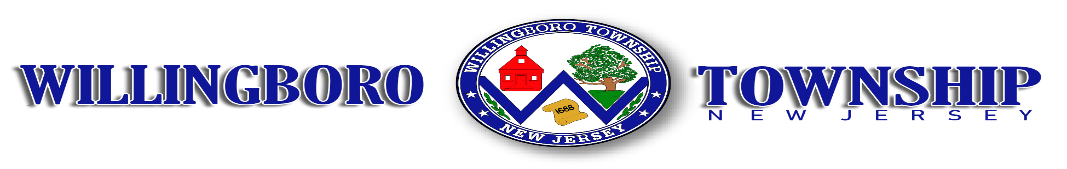 WILLINGBORO
WILLINGBORO TOWNSHIP
1688
NEW JERSEY
TOWNSHIP
NEW JERSEY